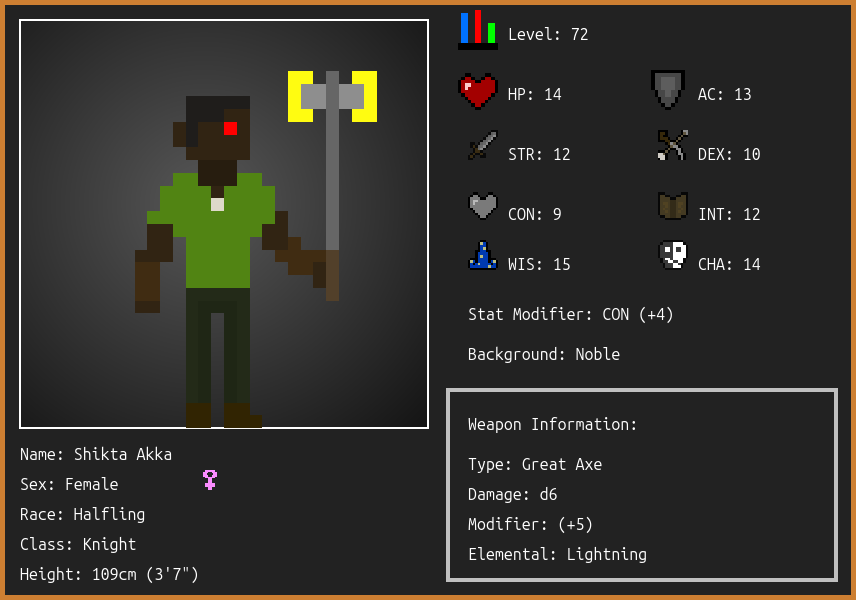 Level: 72
HP: 14
AC: 13
STR: 12
DEX: 10
CON: 9
INT: 12
WIS: 15
CHA: 14
Stat Modifier: CON (+4)
Background: Noble
Weapon Information:
Type: Great Axe
Damage: d6
Modifier: (+5)
Elemental: Lightning
Name: Shikta Akka
Sex: Female
Race: Halfling
Class: Knight
Height: 109cm (3'7")